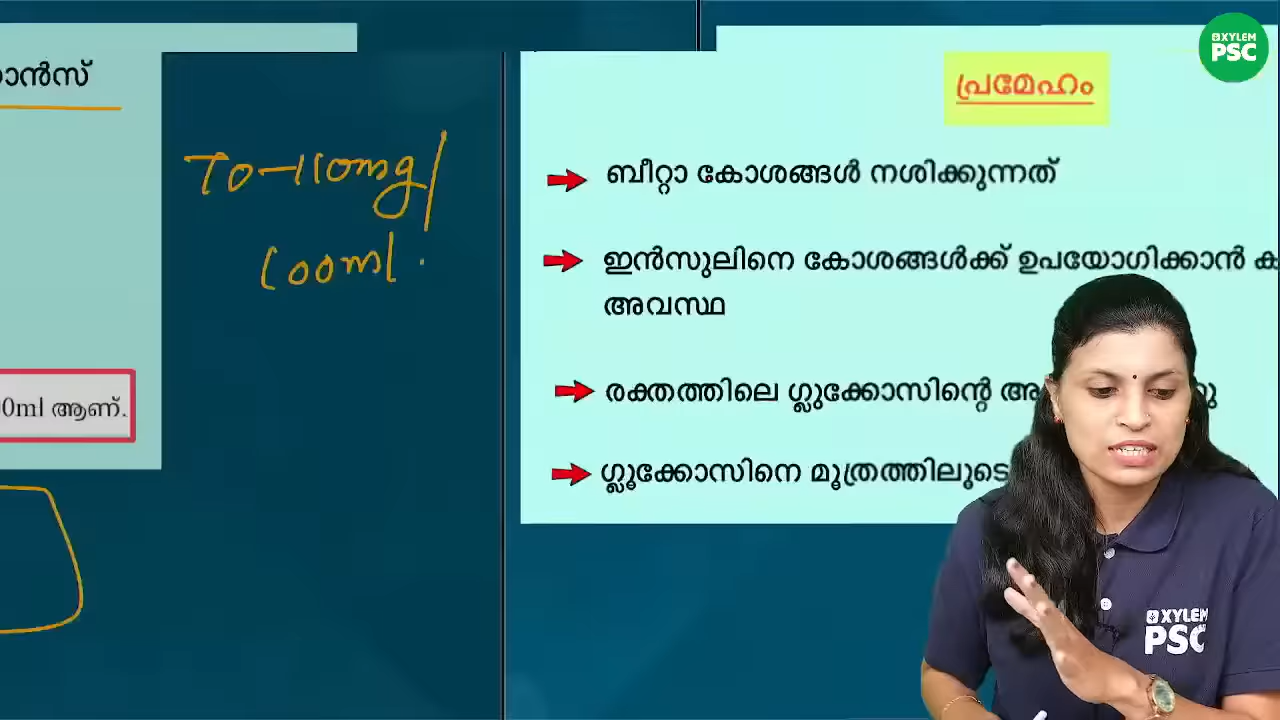 XYLEM
PSC
പ്രമേഹം
70-110mg/
100ml.
0ml ആണ്.
ബീറ്റാ കോശങ്ങൾ നശിക്കുന്നത്
ഇൻസുലിനെ കോശങ്ങൾക്ക് ഉപയോഗിക്കാൻ
അവസ്ഥ
രക്തത്തിലെ ഗ്ലുക്കോസിന്റെ
ഗ്ലൂക്കോസിനെ മൂത്രത്തിലൂടെ
XYLEM
PSC